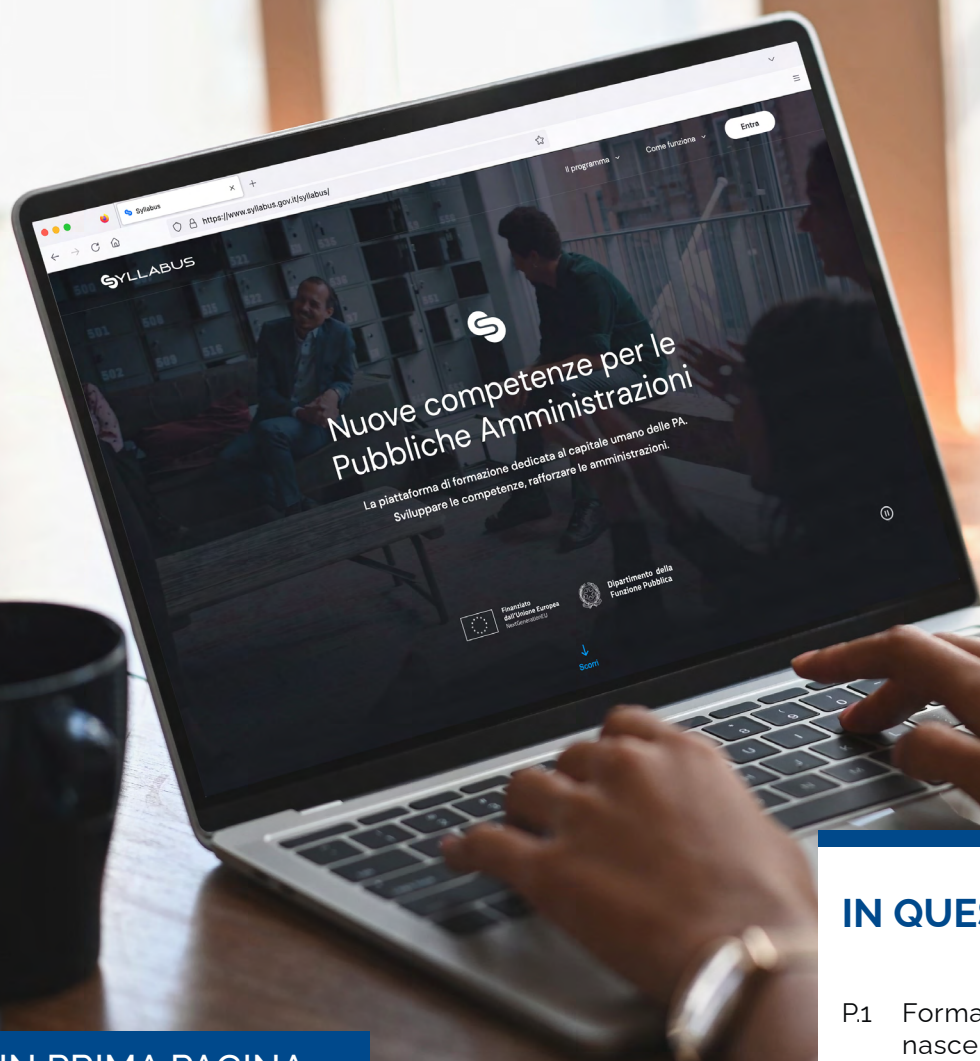 Syllabus
https://www.syllabus.gov.it/syllabus/
SYLLABUS
Il programma
Come funziona
Entra
Nuove competenze per le
Pubbliche Amministrazioni
La piattaforma di formazione dedicata al capitale umano delle PA.
Sviluppare le competenze, rafforzare le amministrazioni.
Finanziato
dall'Unione Europea
NextGenerationEU
Dipartimento della
Funzione Pubblica
Scorri
IN PRIMA PAGINA
IN QUES
P.1 Forma
nasce